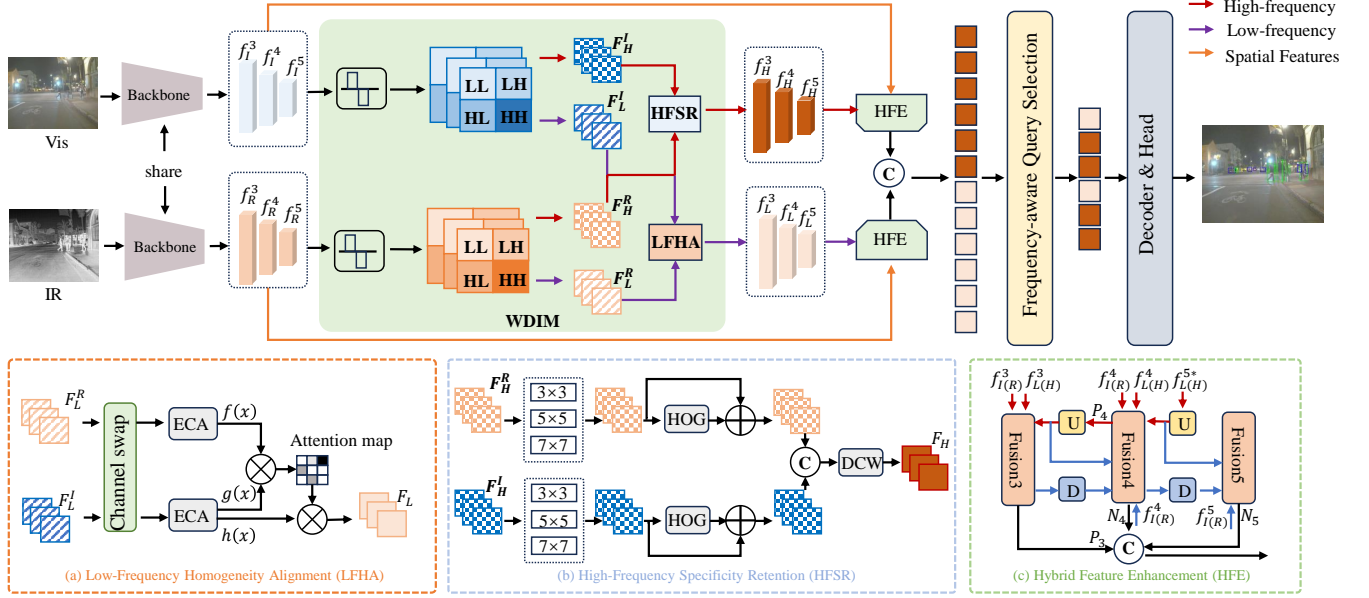 High-frequency
Low-frequency
Spatial Features
Vis
Backbone
share
Backbone
IR
f_I^3
f_I^4
f_I^5
f_R^3
f_R^4
f_R^5
LL
LH
HL
HH
LL
LH
HL
HH
F_H^I
F_L^I
F_H^R
F_L^R
HFSR
LFHA
WDIM
f_H^3
f_H^4
f_H^5
f_L^3
f_L^4
f_L^5
HFE
C
HFE
Frequency-aware Query Selection
Decoder & Head
F_L^R
F_L^I
Channel swap
ECA
ECA
f(x)
g(x)
h(x)
Attention map
F_L
(a) Low-Frequency Homogeneity Alignment (LFHA)
F_H^R
3×3
5×5
7×7
HOG
F_H^I
3×3
5×5
7×7
HOG
C
DCW
F_H
(b) High-Frequency Specificity Retention (HFSR)
f_{I(R)}^3
f_{L(H)}^3
f_{I(R)}^4
f_{L(H)}^4
f_{L(H)}^{5*}
Fusion3
U
P_4
Fusion4
U
Fusion5
D
D
N_4
f_{I(R)}^4
f_{I(R)}^5
N_5
P_3
C
(c) Hybrid Feature Enhancement (HFE)